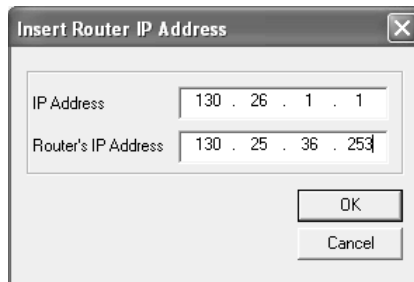 Insert Router IP Address
IP Address 130 . 26 . 1 . 1
Router's IP Address 130 . 25 . 36 . 253
OK
Cancel